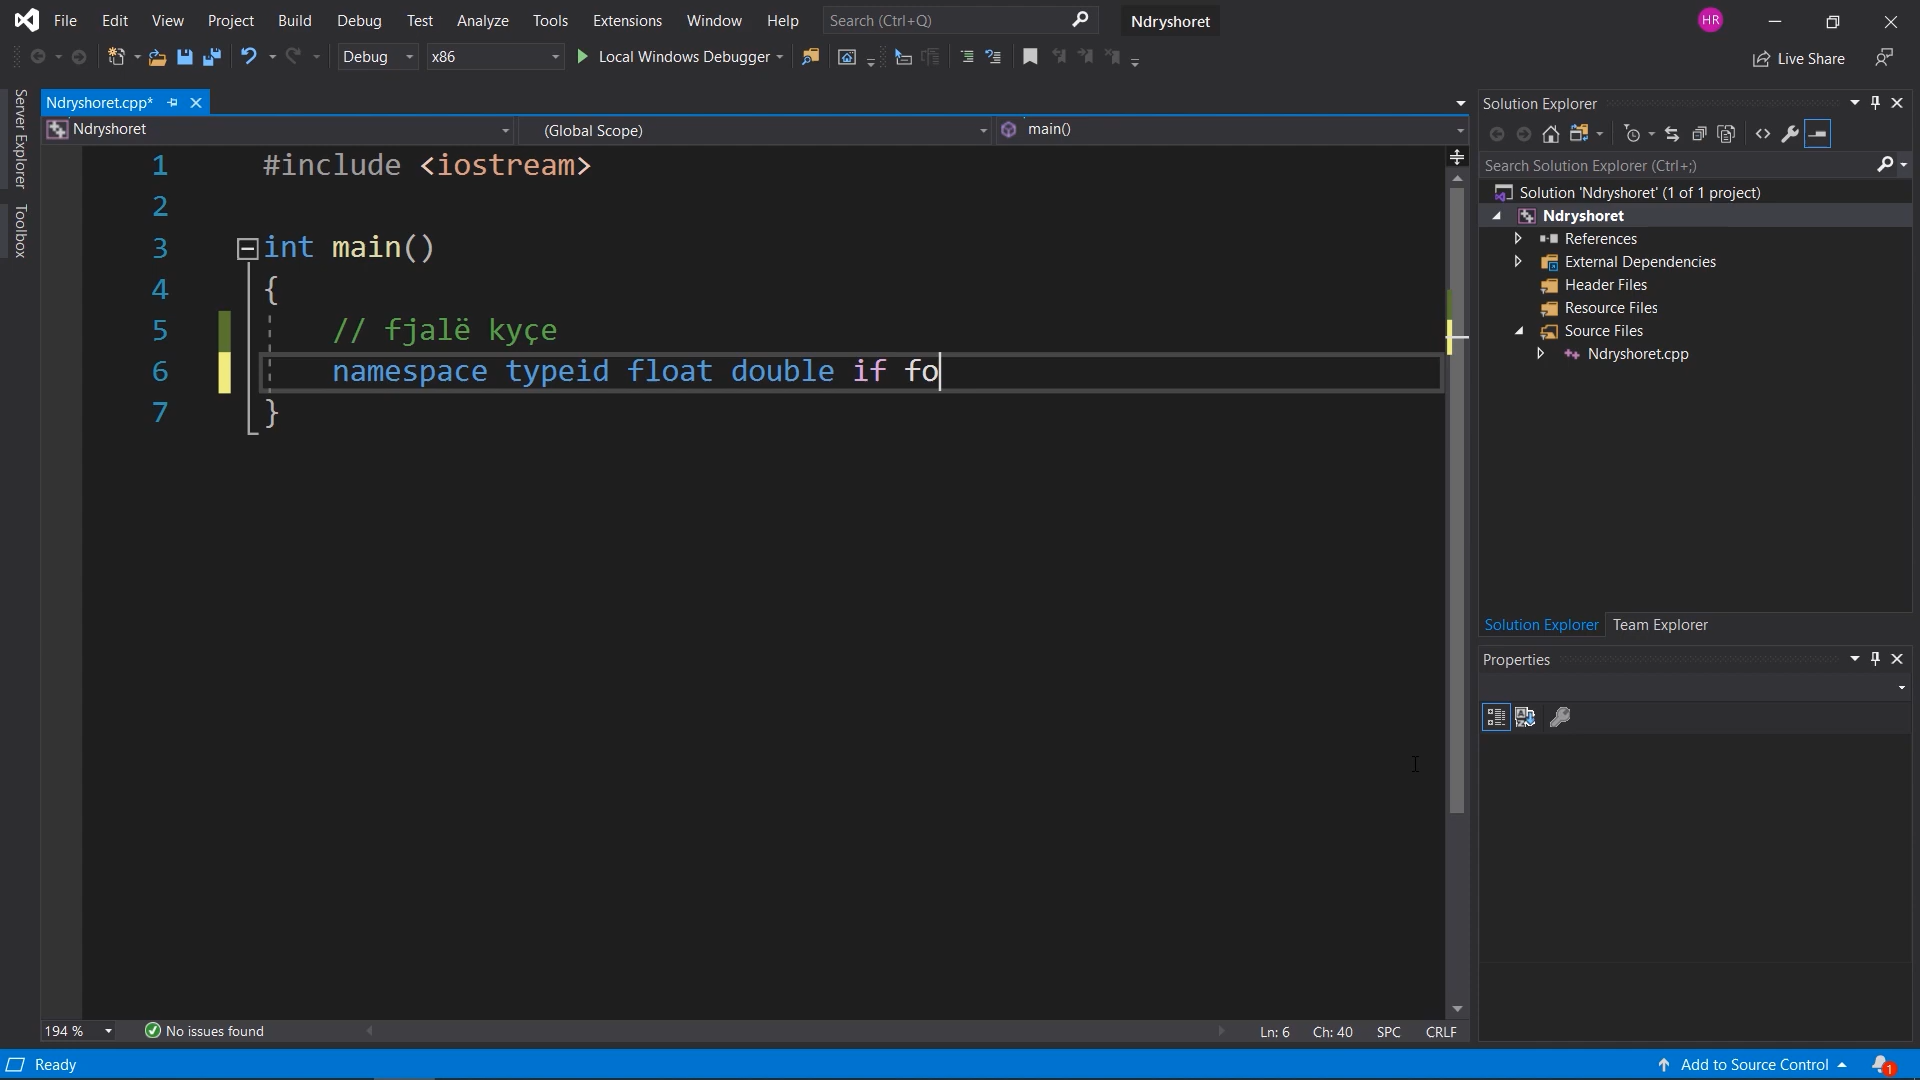 File Edit View Project Build Debug Test Analyze Tools Extensions Window Help Search (Ctrl+Q) Ndryshoret HR
Debug x86 Local Windows Debugger Live Share
Server Explorer
Toolbox
Ndryshoret.cpp*
Ndryshoret (Global Scope) main()
1 #include <iostream>
2
3 int main()
4 {
5 // fjalë kyçe
6 namespace typeid float double if fo
7 }
194 % No issues found Ln: 6 Ch: 40 SPC CRLF
Solution Explorer
Search Solution Explorer (Ctrl+;)
Solution 'Ndryshoret' (1 of 1 project)
Ndryshoret
References
External Dependencies
Header Files
Resource Files
Source Files
Ndryshoret.cpp
Solution Explorer Team Explorer
Properties
Ready Add to Source Control 1